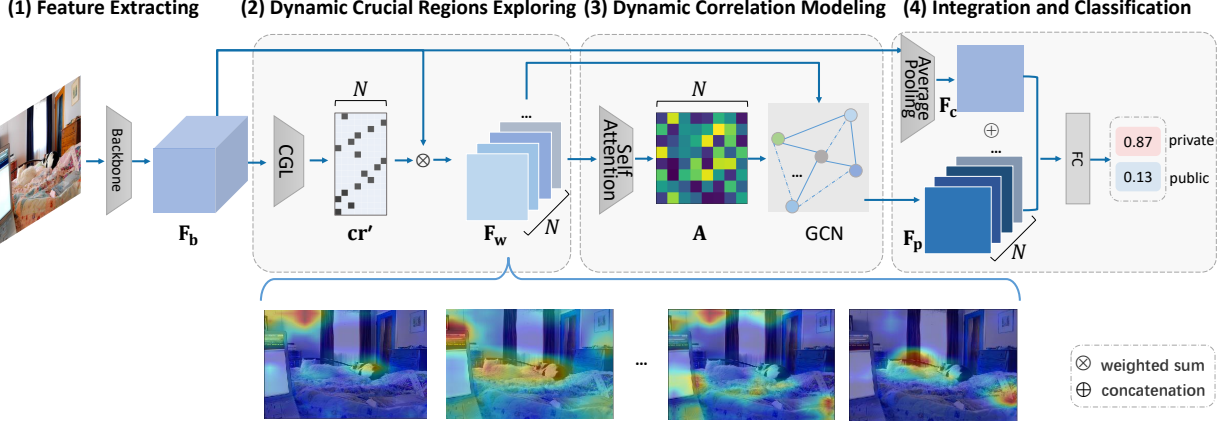 (1) Feature Extracting
(2) Dynamic Crucial Regions Exploring
(3) Dynamic Correlation Modeling
(4) Integration and Classification
Backbone
F_b
CGL
N
cr′
⊗
...
N
F_w
Self
Attention
N
A
...
GCN
Average
Pooling
F_c
⊕
...
N
F_p
FC
0.87 private
0.13 public
...
⊗ weighted sum
⊕ concatenation